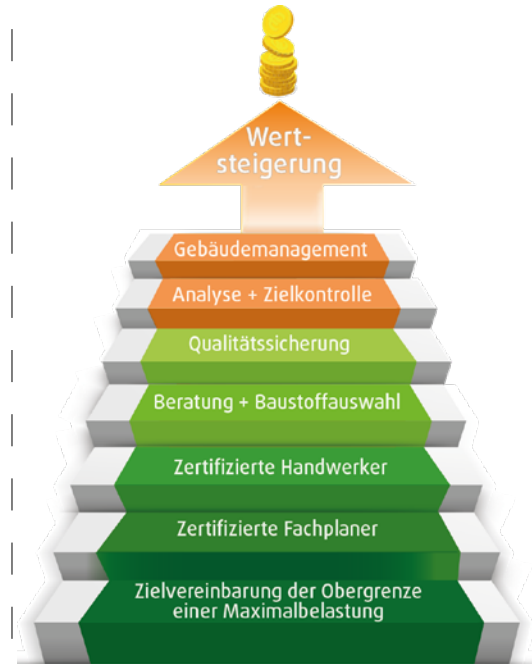 Wert-
steigerung
Gebäudemanagement
Analyse + Zielkontrolle
Qualitätssicherung
Beratung + Baustoffauswahl
Zertifizierte Handwerker
Zertifizierte Fachplaner
Zielvereinbarung der Obergrenze
einer Maximalbelastung